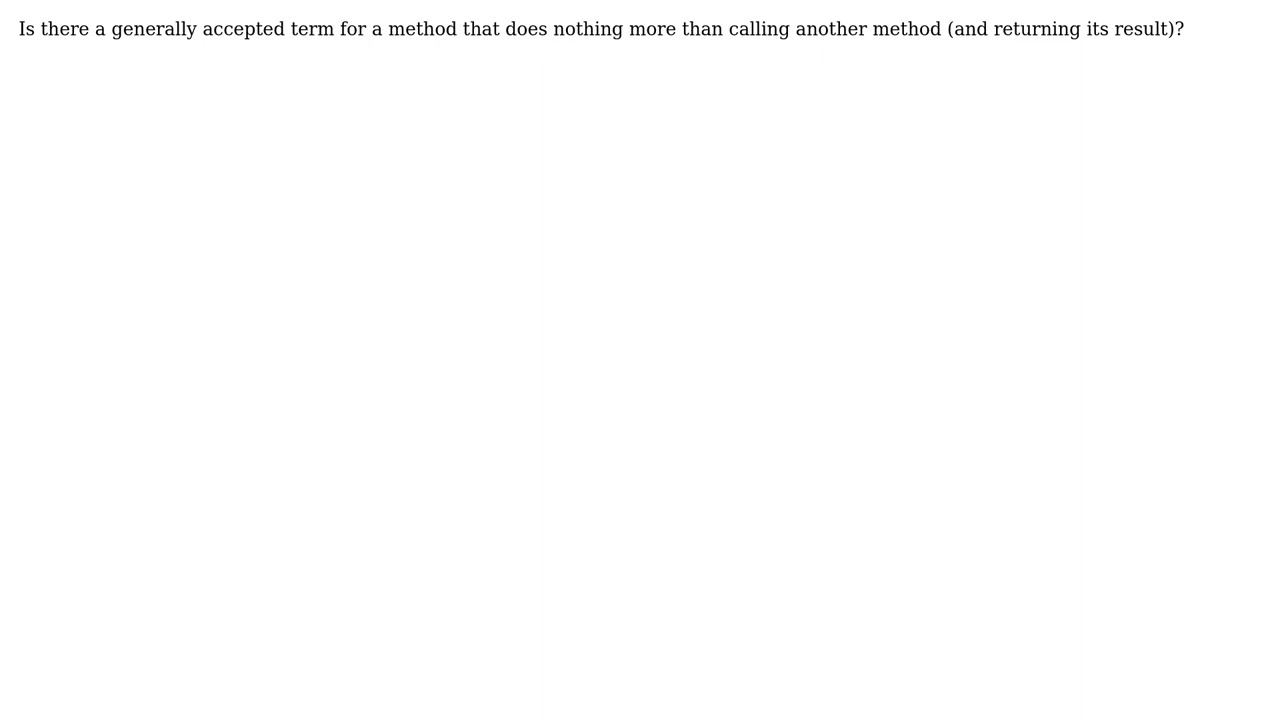 Is there a generally accepted term for a method that does nothing more than calling another method (and returning its result)?